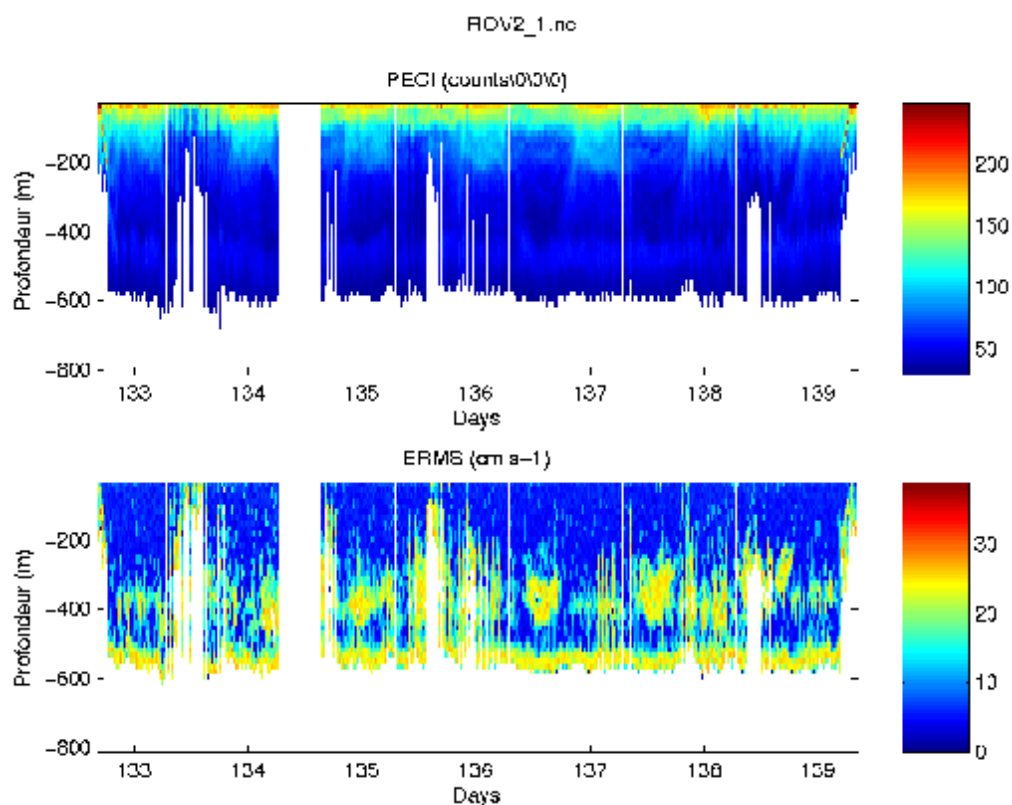 ROV2_1.nc
PECI (counts\0\0\0)
Profondeur (m)
-200
-400
-600
-800
133 134 135 136 137 138 139
Days
200
150
100
50
ERMS (cm s-1)
Profondeur (m)
-200
-400
-600
-800
133 134 135 136 137 138 139
Days
30
20
10
0